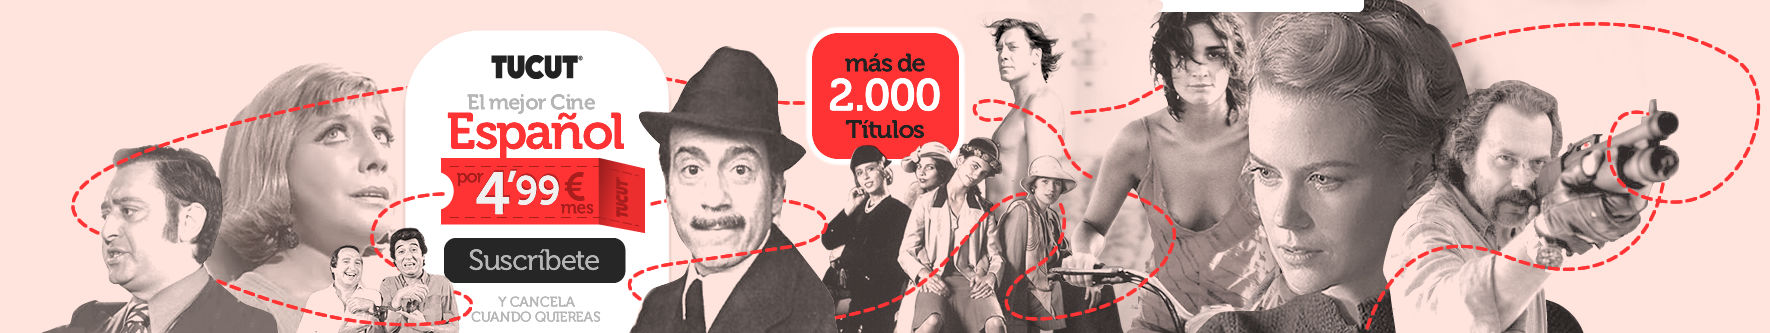 TUCUT®
El mejor Cine
Español
por 4'99 € mes
TUCUT
Suscríbete
Y CANCELA
CUANDO QUIEREAS
más de
2.000
Títulos